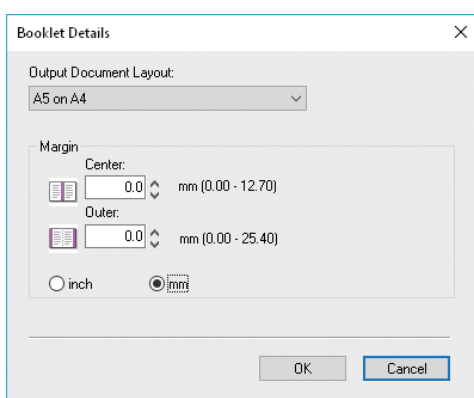 Booklet Details
Output Document Layout:
A5 on A4
Margin
Center:
0.0 mm (0.00 - 12.70)
Outer:
0.0 mm (0.00 - 25.40)
inch mm
OK Cancel